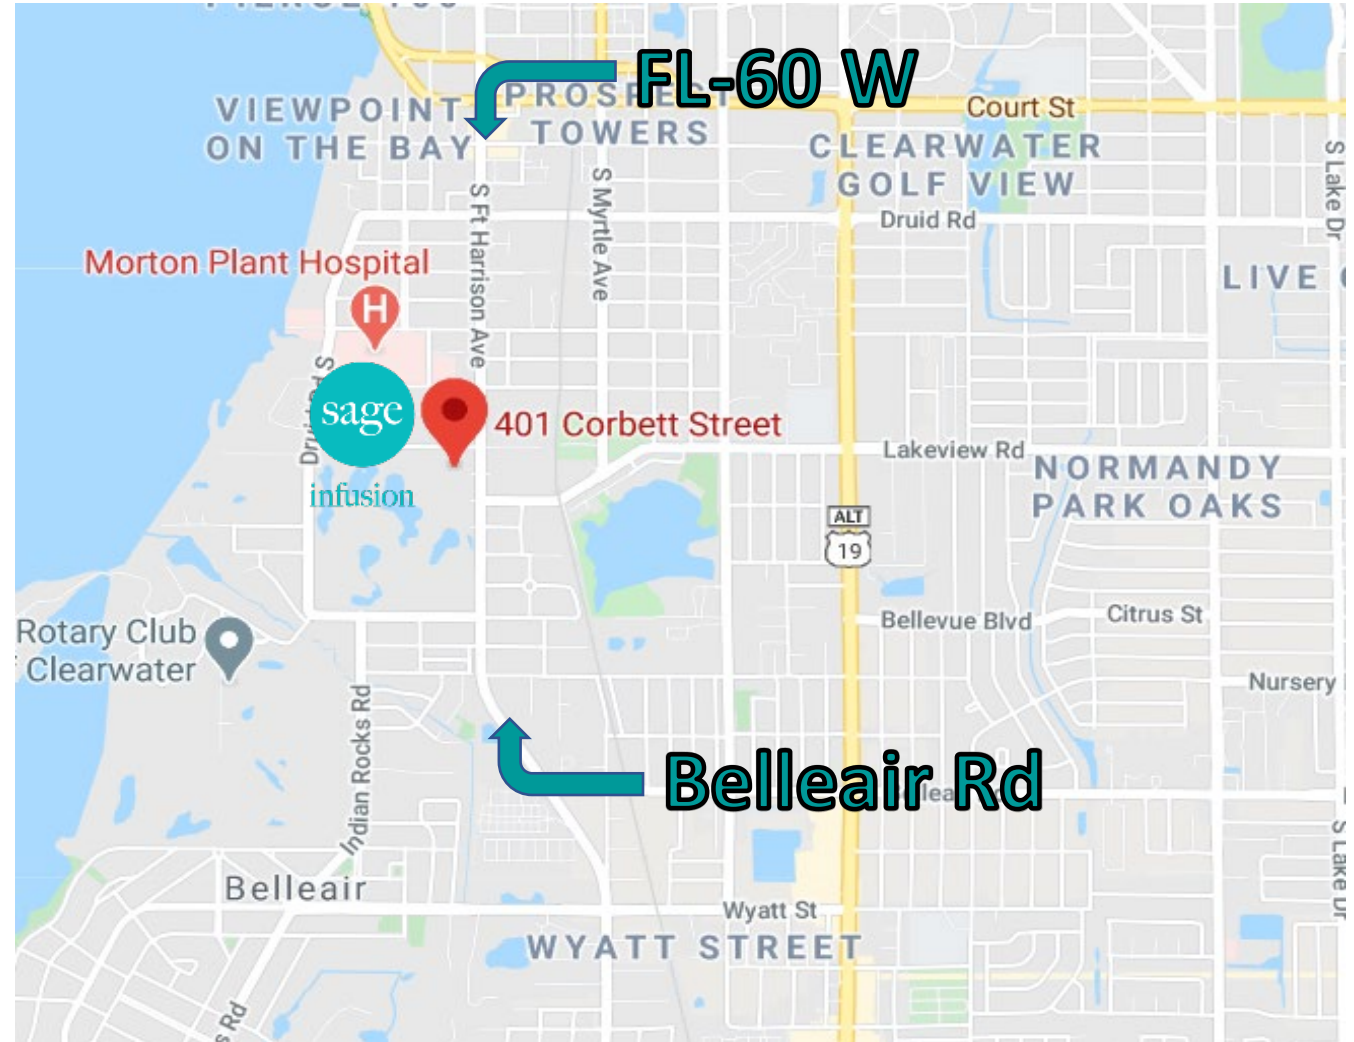 FL-60 W
VIEWPOINT
ON THE BAY
TOWERS
Court St
CLEARWATER
GOLF VIEW
S Lake Dr
S Ft Harrison Ave
S Myrtle Ave
Druid Rd
Morton Plant Hospital
H
LIVE
Druid Rd S
sage
infusion
401 Corbett Street
Lakeview Rd
NORMANDY
PARK OAKS
ALT
19
Bellevue Blvd
Citrus St
Rotary Club
Clearwater
Nursery
Indian Rocks Rd
Belleair Rd
S Lake Dr
Belleair
Wyatt St
WYATT STREET
s Rd